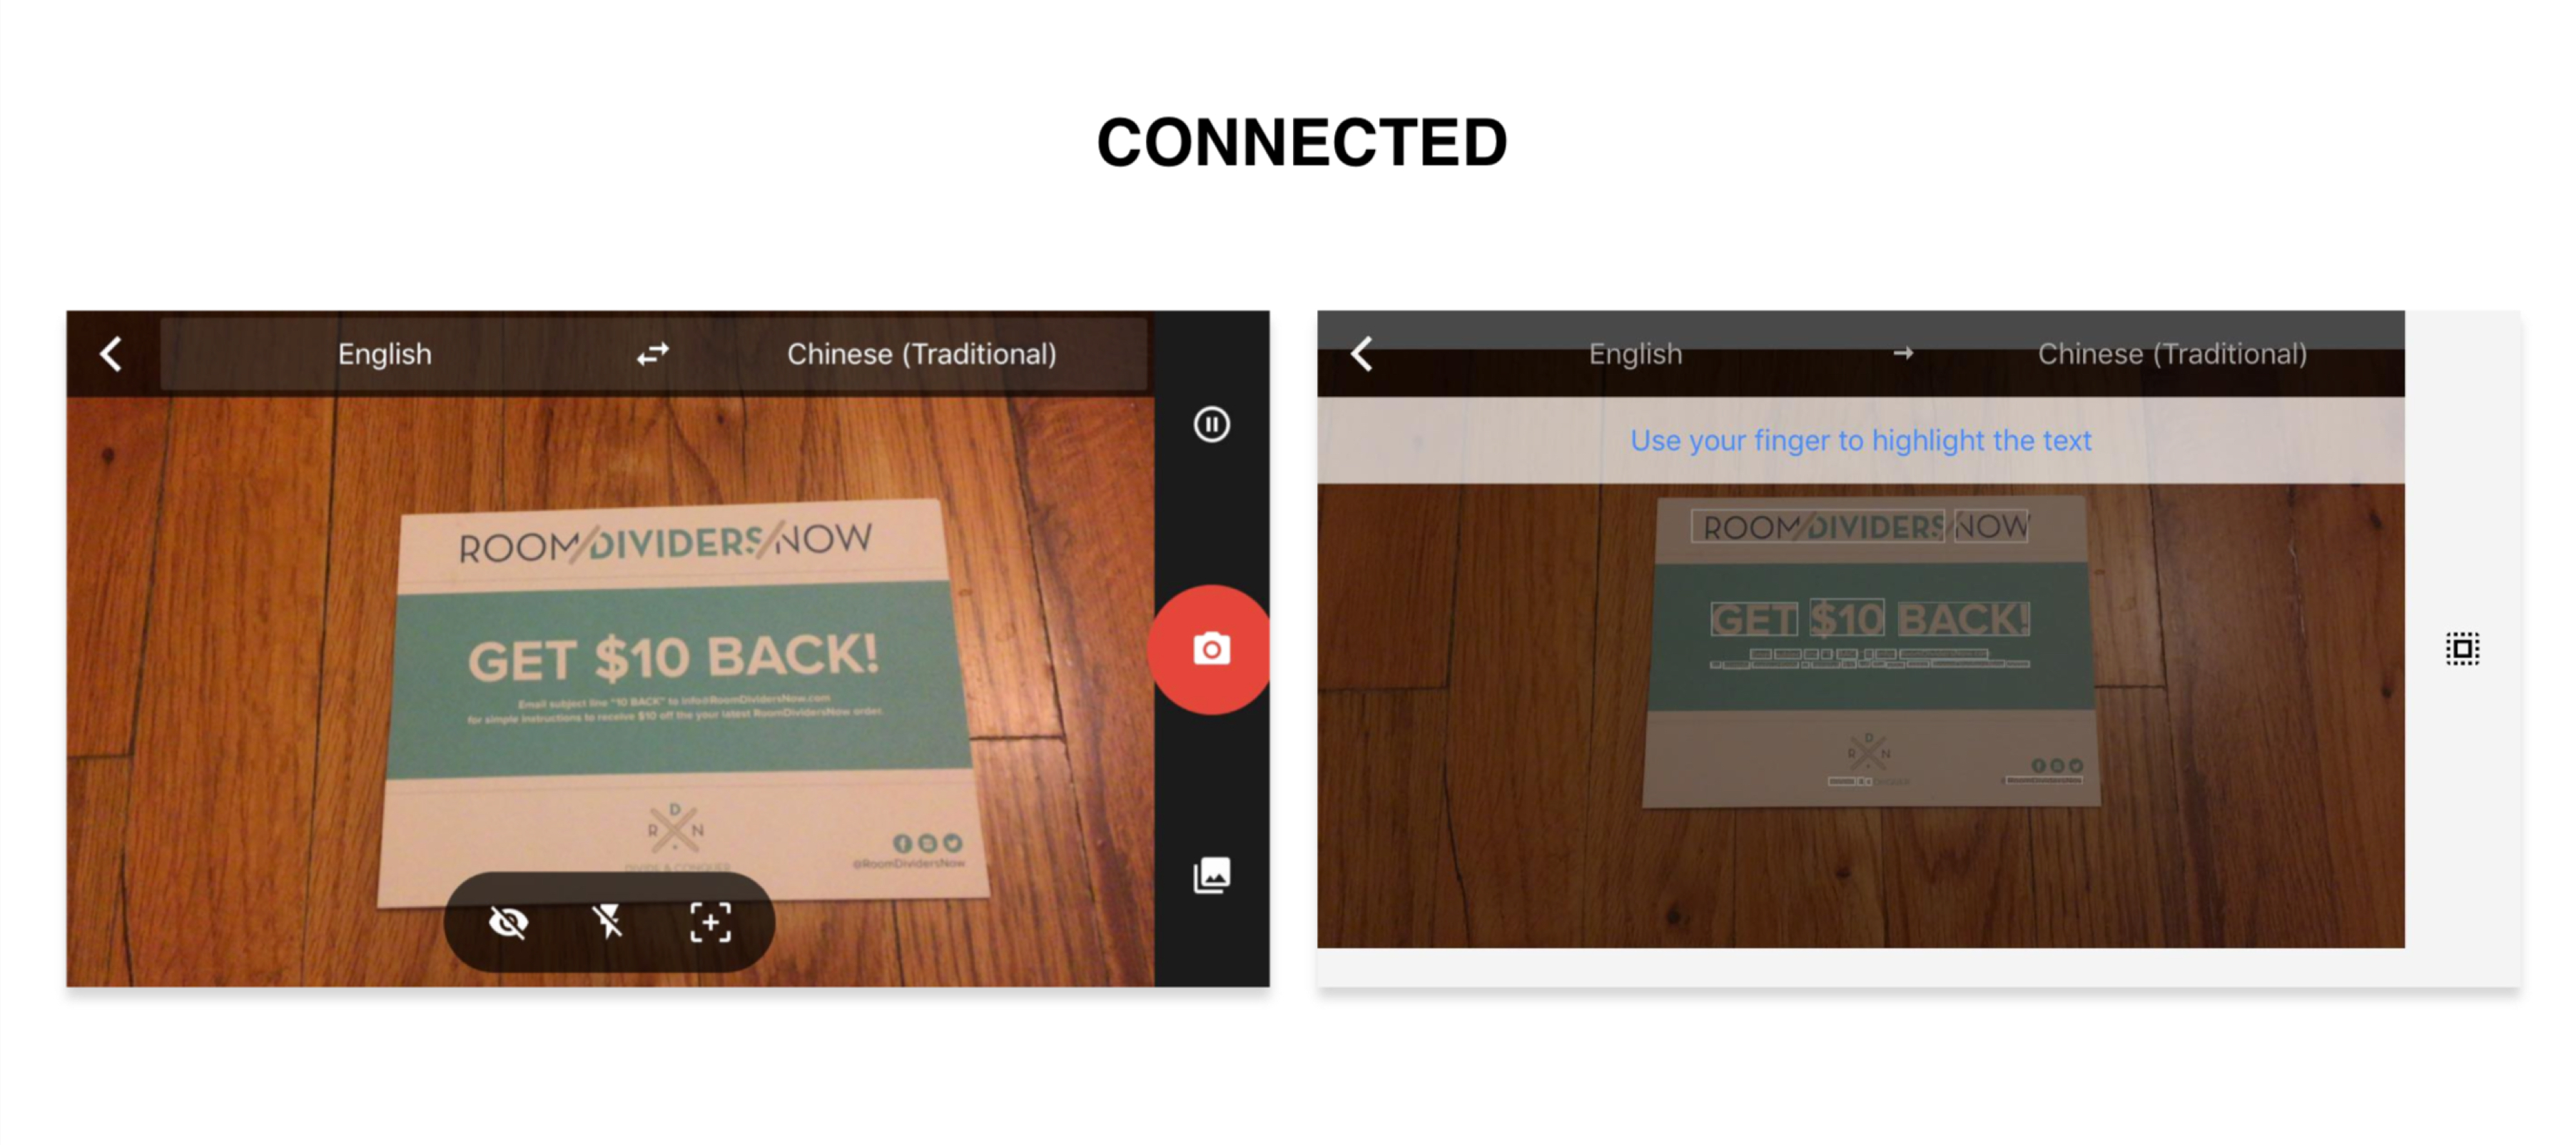 CONNECTED
English
Chinese (Traditional)
ROOM/DIVIDERS/NOW
GET $10 BACK!
Email subject line "10 BACK" to info@RoomDividersNow.com
for simple instructions to receive $10 off the your latest RoomDividersNow order.
D
R N
DIVIDE & CONQUER
@RoomDividersNow
English
Chinese (Traditional)
Use your finger to highlight the text
ROOM/DIVIDERS/NOW
GET $10 BACK!
D
R N